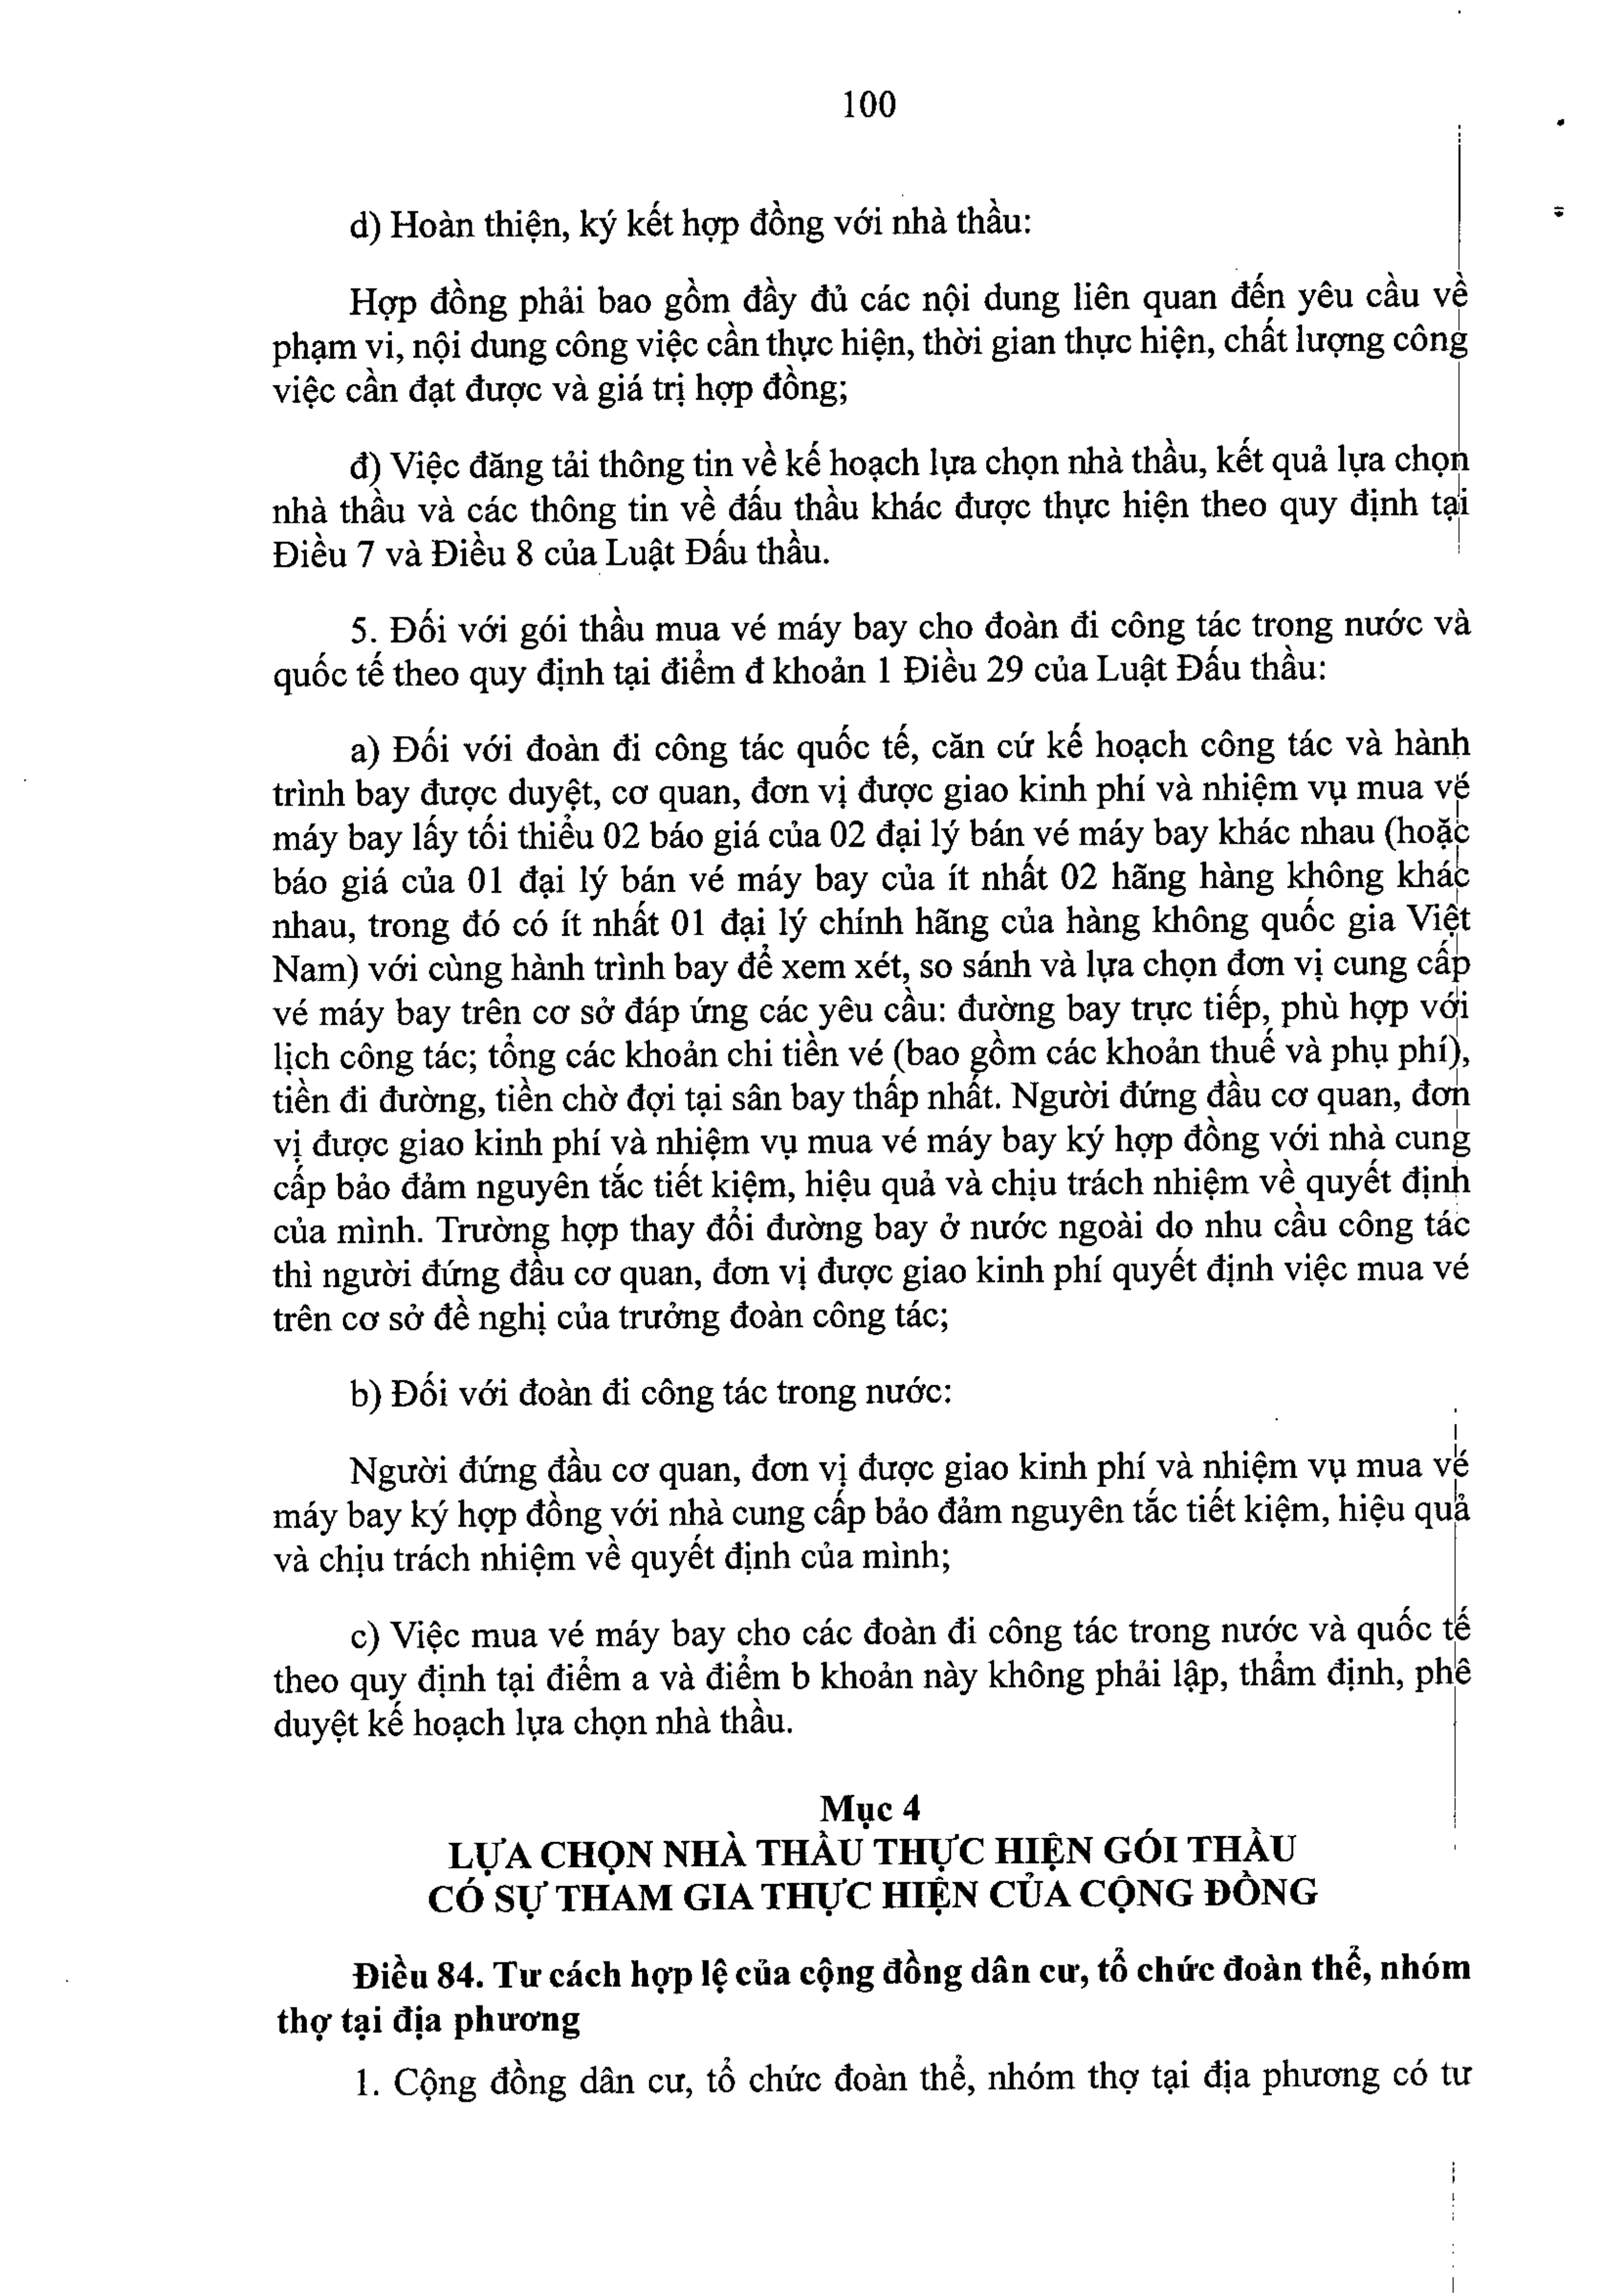 100
d) Hoàn thiện, ký kết hợp đồng với nhà thầu:
Hợp đồng phải bao gồm đầy đủ các nội dung liên quan đến yêu cầu về
phạm vi, nội dung công việc cần thực hiện, thời gian thực hiện, chất lượng công
việc cần đạt được và giá trị hợp đồng;
đ) Việc đăng tải thông tin về kế hoạch lựa chọn nhà thầu, kết quả lựa chọn
nhà thầu và các thông tin về đấu thầu khác được thực hiện theo quy định tại
Điều 7 và Điều 8 của Luật Đấu thầu.
5. Đối với gói thầu mua vé máy bay cho đoàn đi công tác trong nước và
quốc tế theo quy định tại điểm đ khoản 1 Điều 29 của Luật Đấu thầu:
a) Đối với đoàn đi công tác quốc tế, căn cứ kế hoạch công tác và hành
trình bay được duyệt, cơ quan, đơn vị được giao kinh phí và nhiệm vụ mua vé
máy bay lấy tối thiểu 02 báo giá của 02 đại lý bán vé máy bay khác nhau (hoặc
báo giá của 01 đại lý bán vé máy bay của ít nhất 02 hãng hàng không khác
nhau, trong đó có ít nhất 01 đại lý chính hãng của hàng không quốc gia Việt
Nam) với cùng hành trình bay để xem xét, so sánh và lựa chọn đơn vị cung cấp
vé máy bay trên cơ sở đáp ứng các yêu cầu: đường bay trực tiếp, phù hợp với
lịch công tác; tổng các khoản chi tiền vé (bao gồm các khoản thuế và phụ phí),
tiền đi đường, tiền chờ đợi tại sân bay thấp nhất. Người đứng đầu cơ quan, đơn
vị được giao kinh phí và nhiệm vụ mua vé máy bay ký hợp đồng với nhà cung
cấp bảo đảm nguyên tắc tiết kiệm, hiệu quả và chịu trách nhiệm về quyết định
của mình. Trường hợp thay đổi đường bay ở nước ngoài do nhu cầu công tác
thì người đứng đầu cơ quan, đơn vị được giao kinh phí quyết định việc mua vé
trên cơ sở đề nghị của trưởng đoàn công tác;
b) Đối với đoàn đi công tác trong nước:
Người đứng đầu cơ quan, đơn vị được giao kinh phí và nhiệm vụ mua vé
máy bay ký hợp đồng với nhà cung cấp bảo đảm nguyên tắc tiết kiệm, hiệu quả
và chịu trách nhiệm về quyết định của mình;
c) Việc mua vé máy bay cho các đoàn đi công tác trong nước và quốc tế
theo quy định tại điểm a và điểm b khoản này không phải lập, thẩm định, phê
duyệt kế hoạch lựa chọn nhà thầu.
Mục 4
LỰA CHỌN NHÀ THẦU THỰC HIỆN GÓI THẦU
CÓ SỰ THAM GIA THỰC HIỆN CỦA CỘNG ĐỒNG
Điều 84. Tư cách hợp lệ của cộng đồng dân cư, tổ chức đoàn thể, nhóm
thợ tại địa phương
1. Cộng đồng dân cư, tổ chức đoàn thể, nhóm thợ tại địa phương có tư